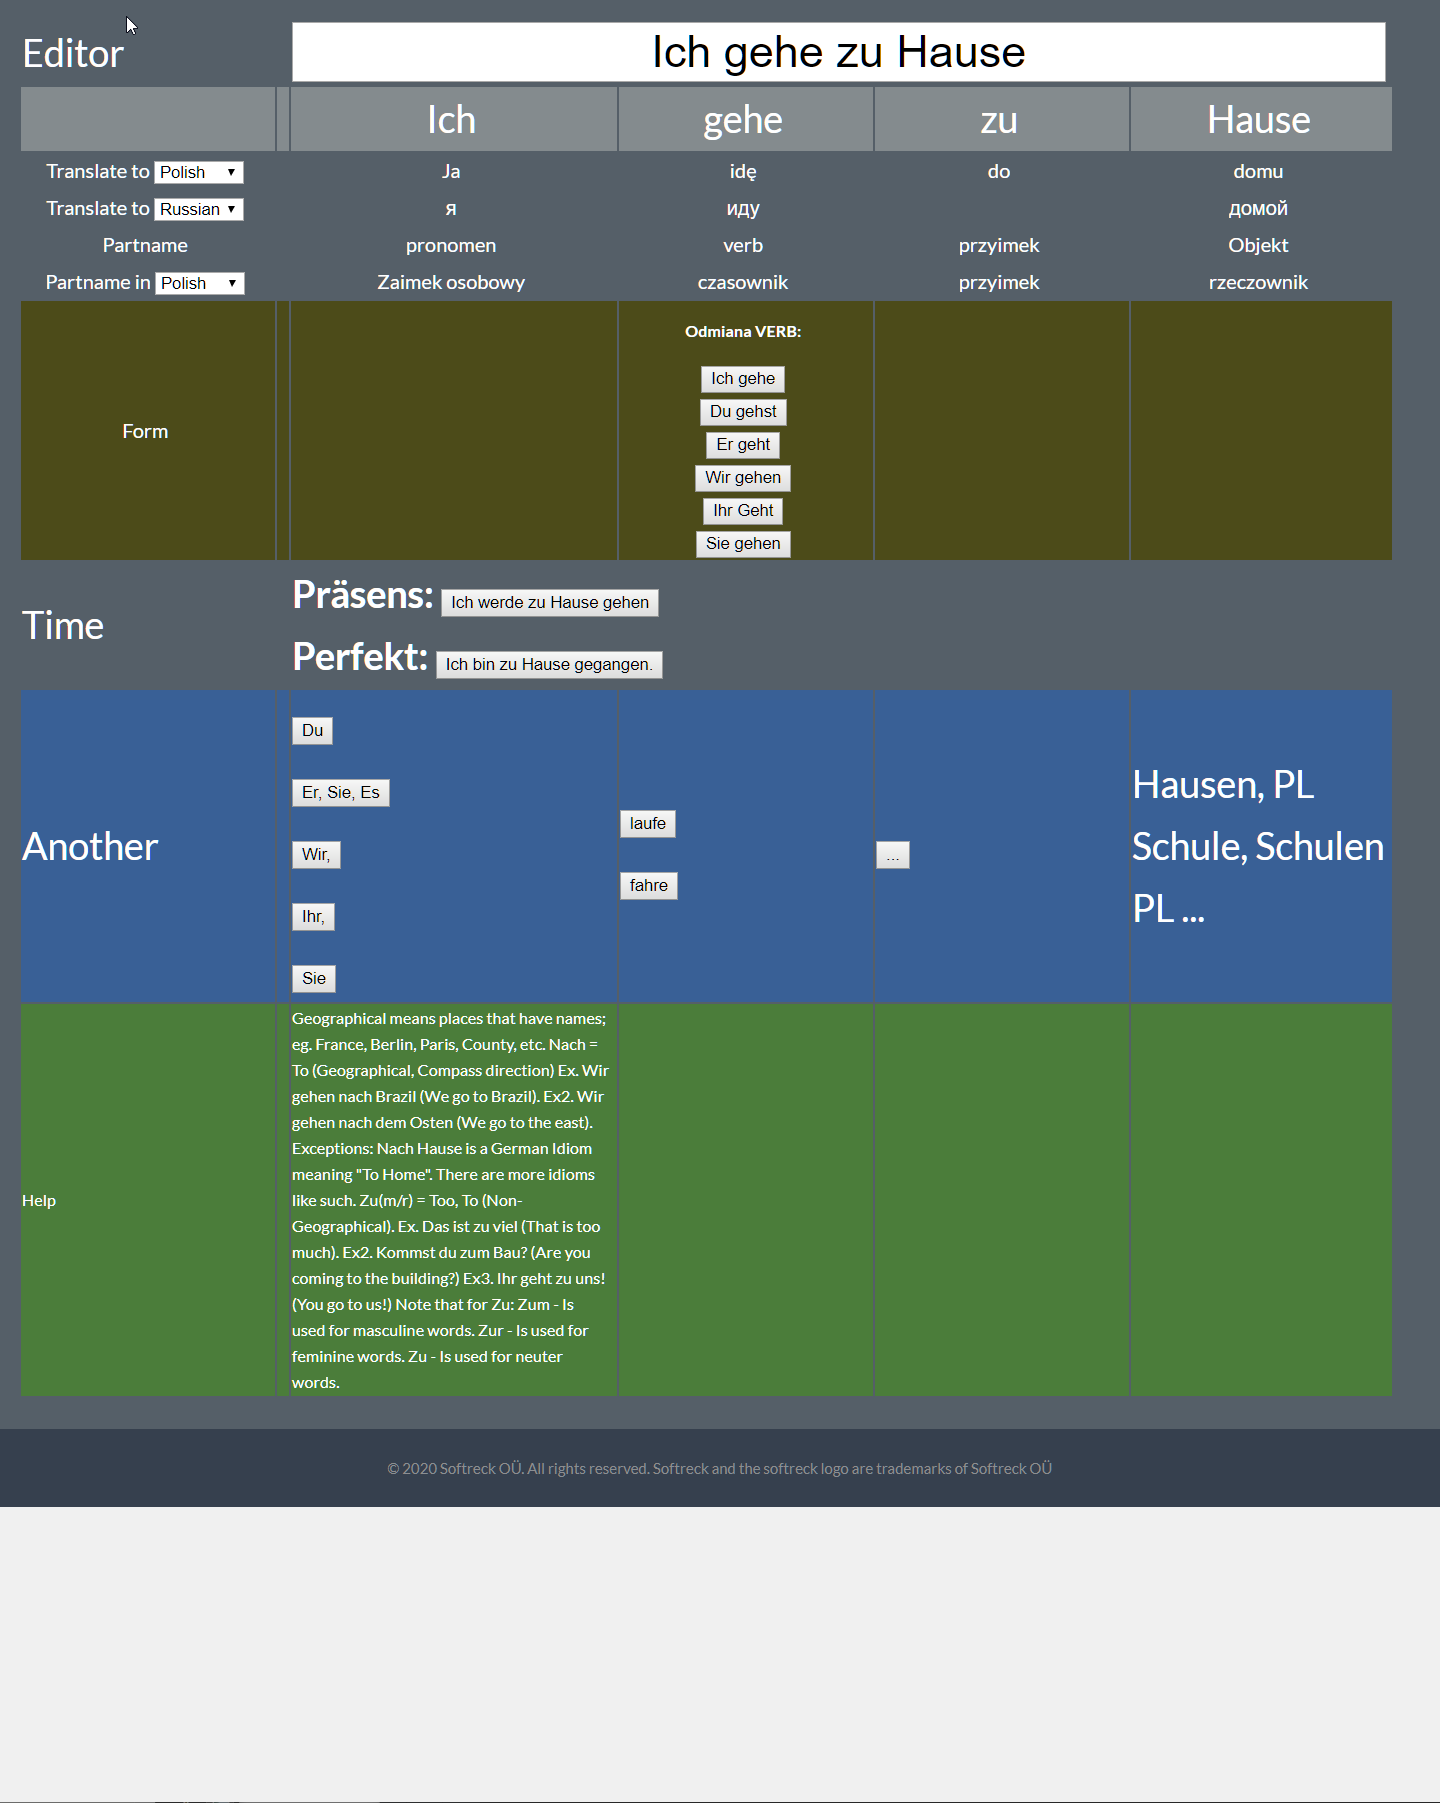 Editor
Ich gehe zu Hause
Ich gehe zu Hause
Translate to Polish Ja idę do domu
Translate to Russian я иду домой
Partname pronomen verb przyimek Objekt
Partname in Polish Zaimek osobowy czasownik przyimek rzeczownik
Form
Odmiana VERB:
Ich gehe
Du gehst
Er geht
Wir gehen
Ihr Geht
Sie gehen
Time
Präsens: Ich werde zu Hause gehen
Perfekt: Ich bin zu Hause gegangen.
Another
Du
Er, Sie, Es
Wir,
Ihr,
Sie
laufe
fahre
...
Hausen, PL
Schule, Schulen
PL ...
Help
Geographical means places that have names;
eg. France, Berlin, Paris, County, etc. Nach =
To (Geographical, Compass direction) Ex. Wir
gehen nach Brazil (We go to Brazil). Ex2. Wir
gehen nach dem Osten (We go to the east).
Exceptions: Nach Hause is a German Idiom
meaning "To Home". There are more idioms
like such. Zu(m/r) = Too, To (Non-
Geographical). Ex. Das ist zu viel (That is too
much). Ex2. Kommst du zum Bau? (Are you
coming to the building?) Ex3. Ihr geht zu uns!
(You go to us!) Note that for Zu: Zum - Is
used for masculine words. Zur - Is used for
feminine words. Zu - Is used for neuter
words.
© 2020 Softreck OÜ. All rights reserved. Softreck and the softreck logo are trademarks of Softreck OÜ